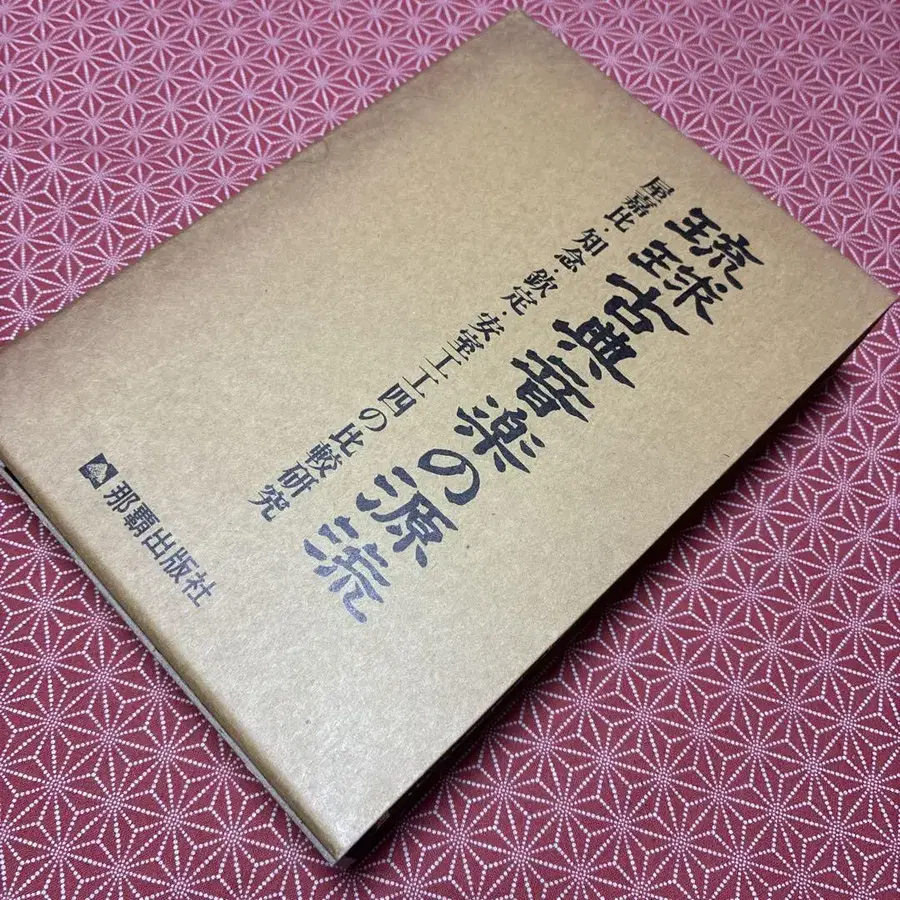 琉球古典音楽の源流
屋嘉比・知念・欽定・安室工工四の比較研究
那覇出版社